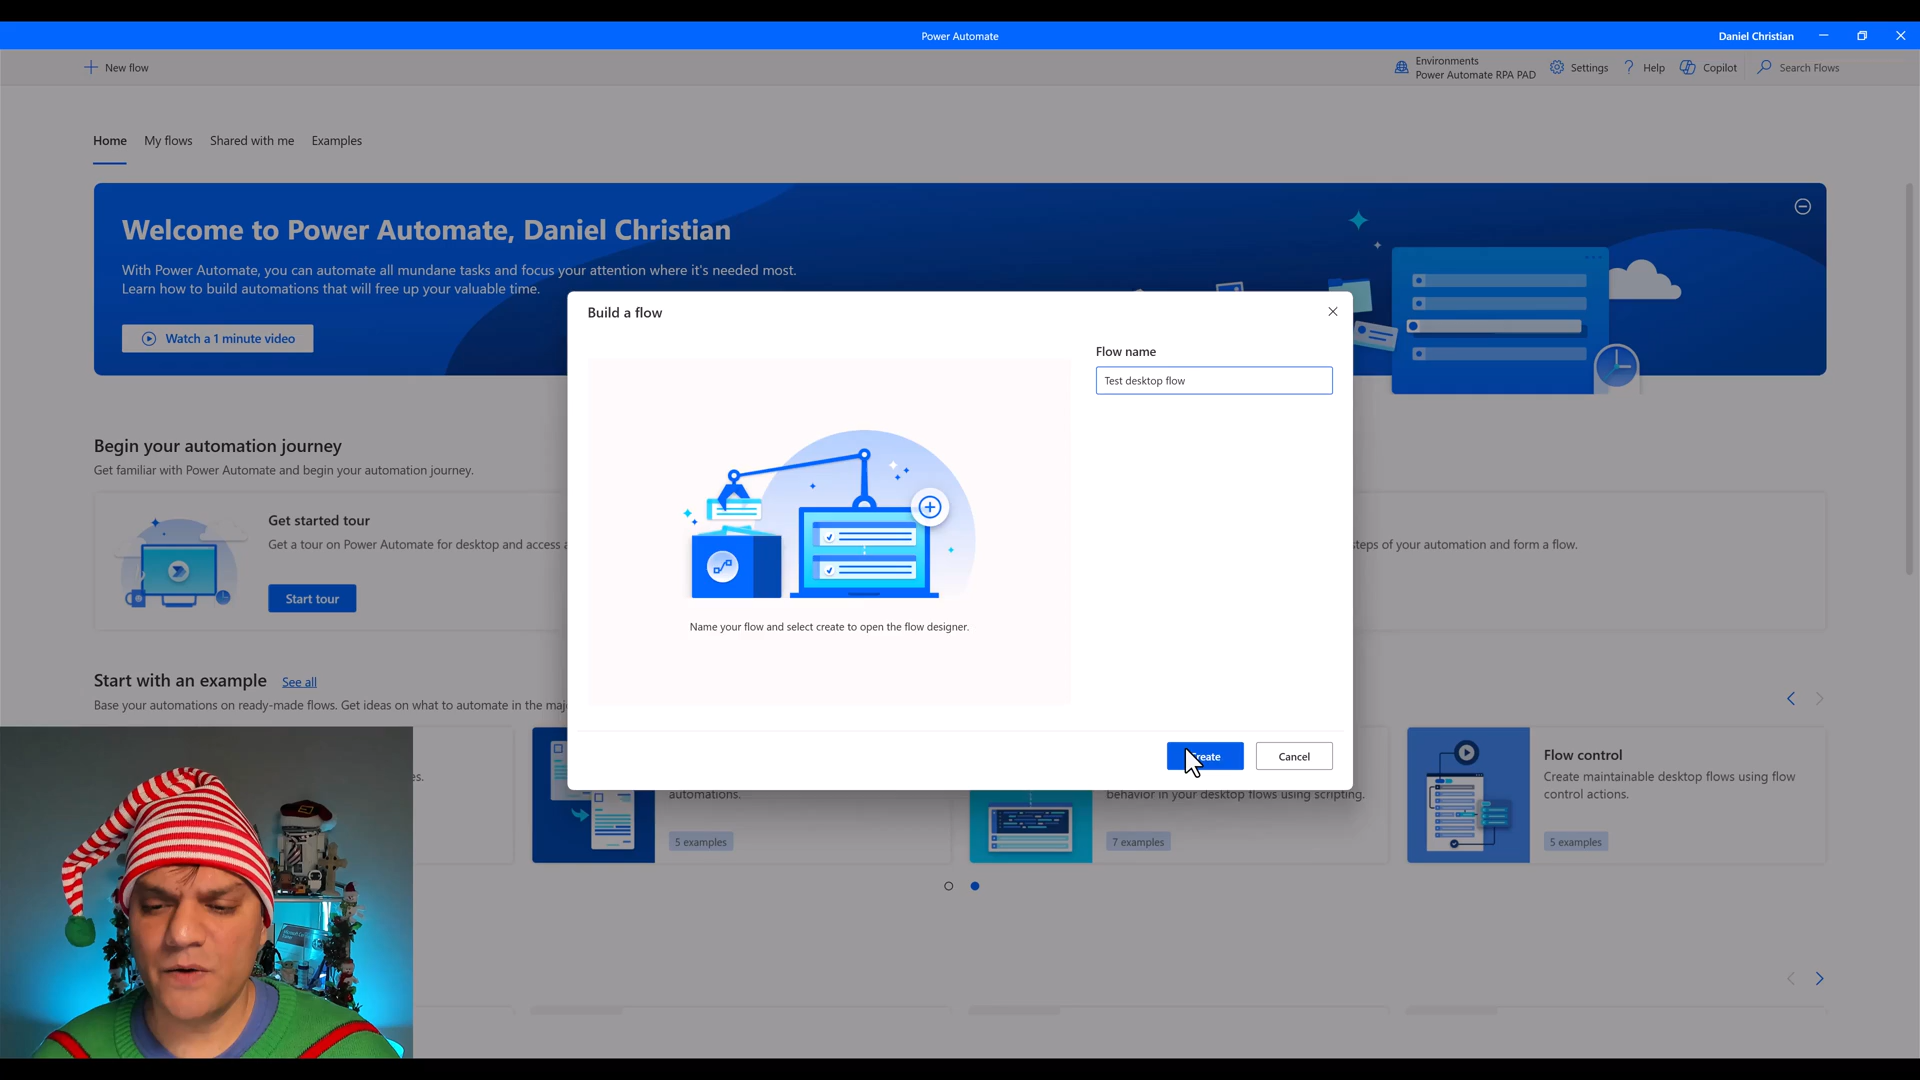 Power Automate
Daniel Christian
New flow
Environments
Power Automate RPA PAD
Settings
Help
Copilot
Search Flows
Home
My flows
Shared with me
Examples
Welcome to Power Automate, Daniel Christian
With Power Automate, you can automate all mundane tasks and focus your attention where it's needed most.
Learn how to build automations that will free up your valuable time.
Watch a 1 minute video
Build a flow
Flow name
Test desktop flow
Name your flow and select create to open the flow designer.
Cancel
Begin your automation journey
Get familiar with Power Automate and begin your automation journey.
Get started tour
Get a tour on Power Automate for desktop and access a
steps of your automation and form a flow.
Start tour
Start with an example
See all
Base your automations on ready-made flows. Get ideas on what to automate in the
automations.
5 examples
behavior in your desktop flows using scripting.
7 examples
Flow control
Create maintainable desktop flows using flow
control actions.
5 examples